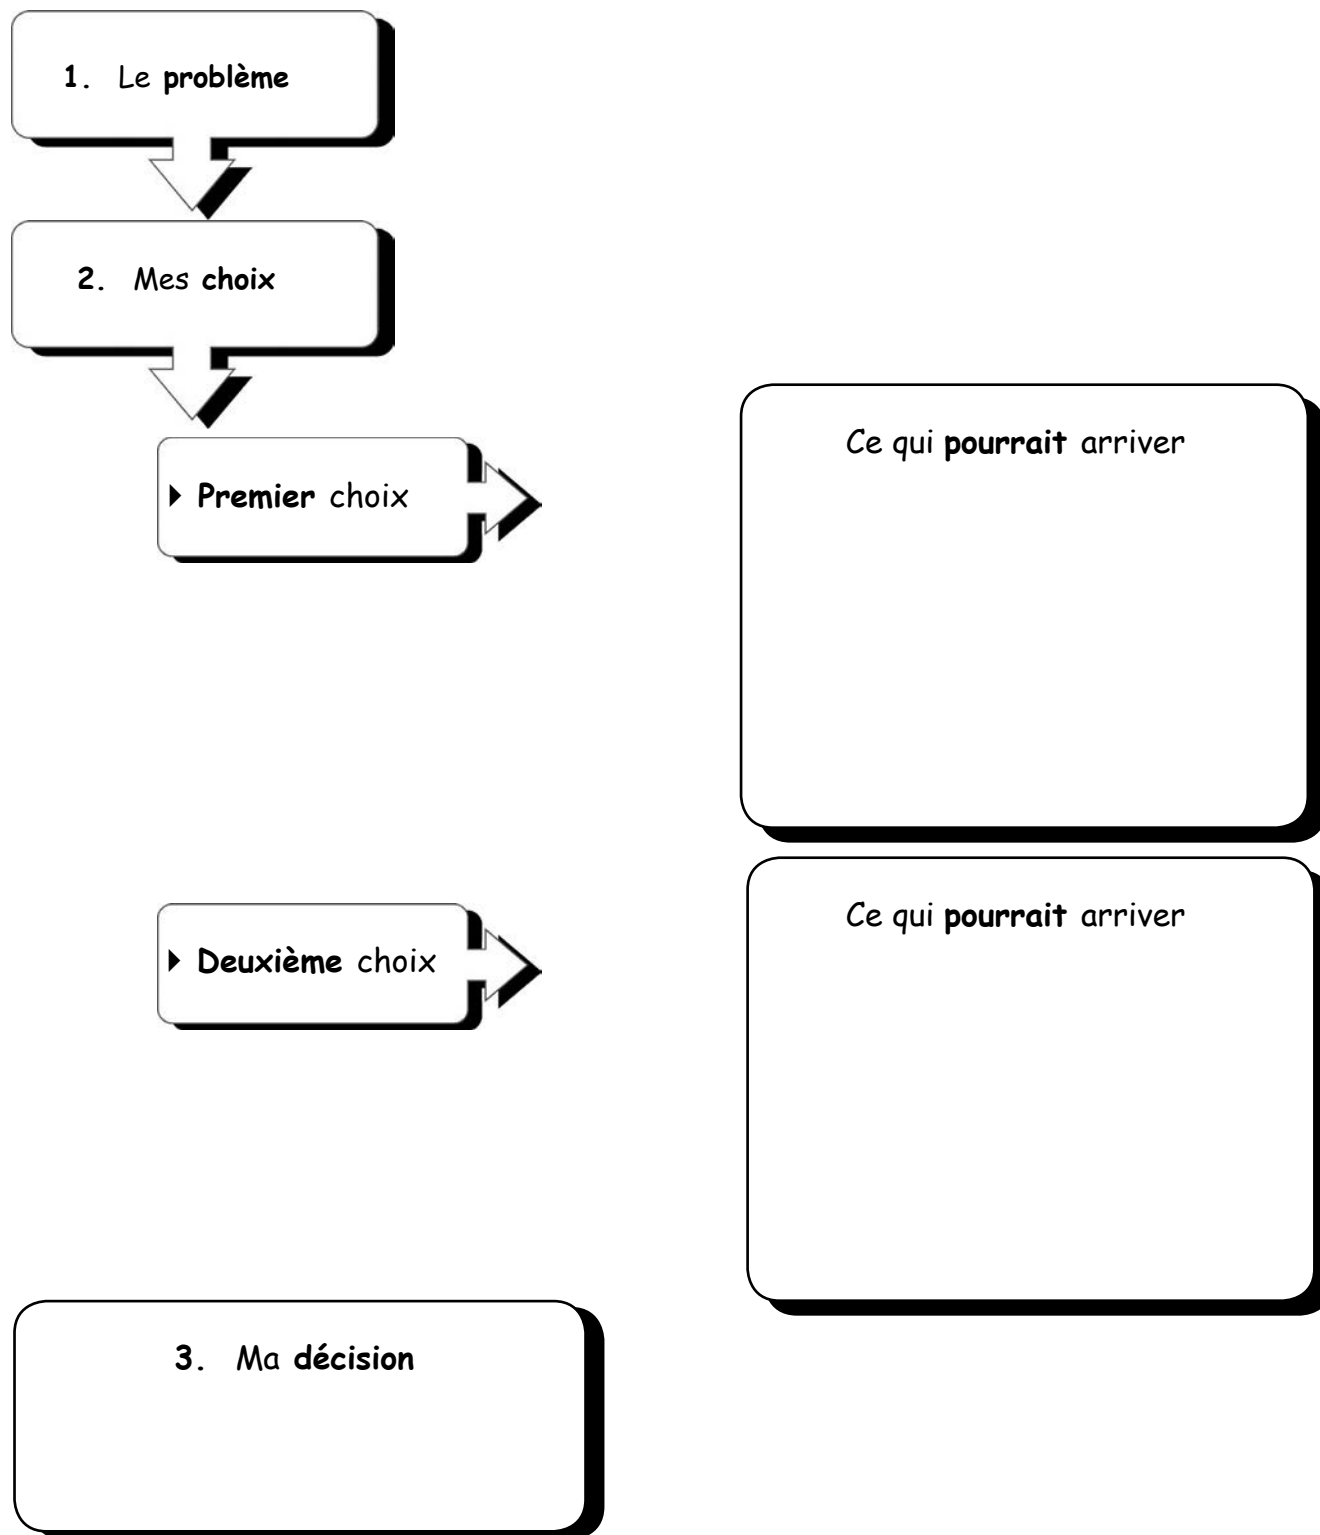 1. Le problème
2. Mes choix
Ce qui pourrait arriver
Premier choix
Ce qui pourrait arriver
Deuxième choix
3. Ma décision